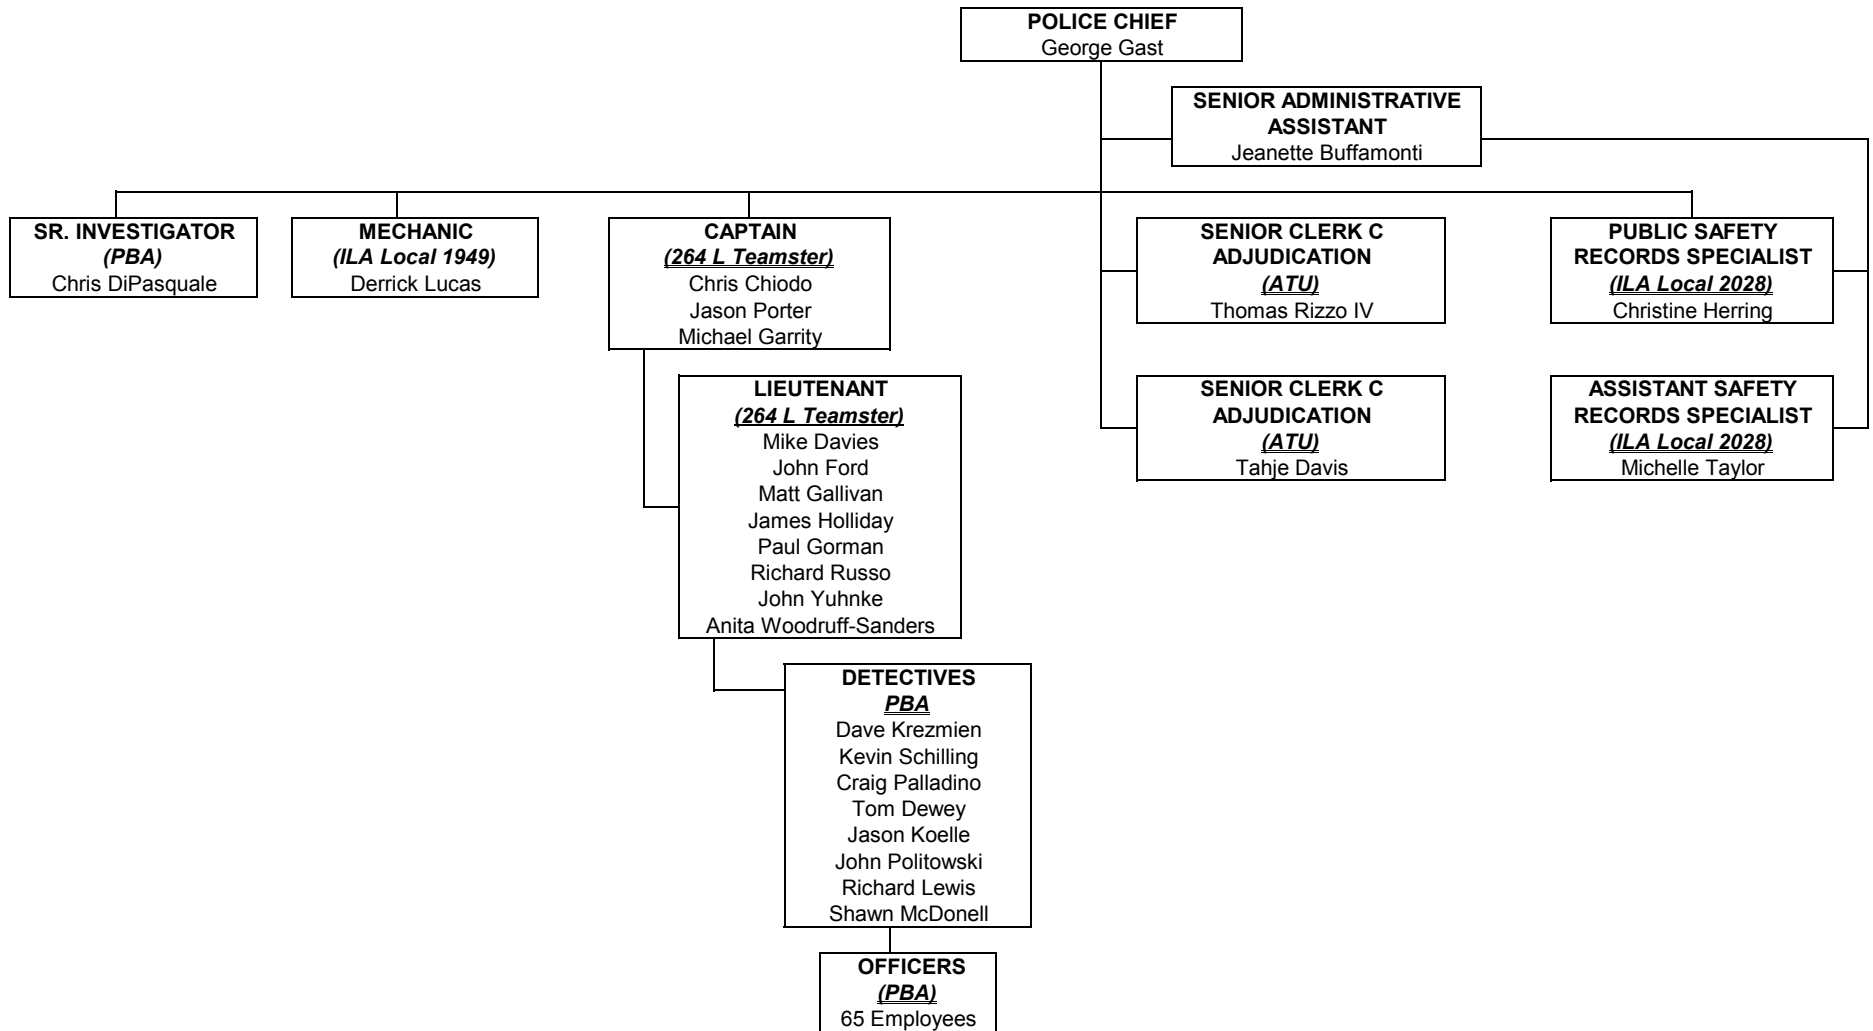 POLICE CHIEF
George Gast
SENIOR ADMINISTRATIVE
ASSISTANT
Jeanette Buffamonti
SR. INVESTIGATOR
(PBA)
Chris DiPasquale
MECHANIC
(ILA Local 1949)
Derrick Lucas
CAPTAIN
(264 L Teamster)
Chris Chiodo
Jason Porter
Michael Garrity
SENIOR CLERK C
ADJUDICATION
(ATU)
Thomas Rizzo IV
PUBLIC SAFETY
RECORDS SPECIALIST
(ILA Local 2028)
Christine Herring
LIEUTENANT
(264 L Teamster)
Mike Davies
John Ford
Matt Gallivan
James Holliday
Paul Gorman
Richard Russo
John Yuhnke
Anita Woodruff-Sanders
SENIOR CLERK C
ADJUDICATION
(ATU)
Tahje Davis
ASSISTANT SAFETY
RECORDS SPECIALIST
(ILA Local 2028)
Michelle Taylor
DETECTIVES
PBA
Dave Krezmien
Kevin Schilling
Craig Palladino
Tom Dewey
Jason Koelle
John Politowski
Richard Lewis
Shawn McDonell
OFFICERS
(PBA)
65 Employees